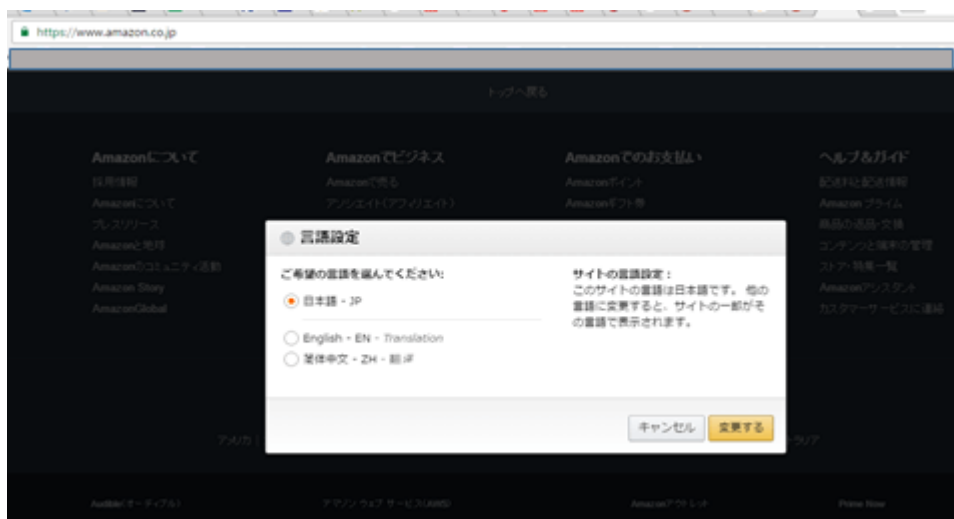 https://www.amazon.co.jp
トップへ戻る
Amazonについて
Amazonでビジネス
Amazonでのお支払い
ヘルプ&ガイド
採用情報
Amazonで売る
Amazonポイント
配送料と配送情報
Amazonについて
アソシエイト(アフィリエイト)
Amazonギフト券
Amazon プライム
プレスリリース
商品の返品・交換
Amazonと地球
コンテンツと端末の管理
Amazonのコミュニティ活動
ストア・特集一覧
Amazon Story
Amazonアシスタント
AmazonGlobal
カスタマーサービスに連絡
言語設定
ご希望の言語を選んでください:
日本語 - JP
English - EN - Translation
简体中文 - ZH - 翻译
サイトの言語設定:
このサイトの言語は日本語です。 他の
言語に変更すると、サイトの一部がそ
の言語で表示されます。
キャンセル
変更する
アメリカ
Audible(オーディブル)
アマゾン ウェブ サービス(AWS)
Amazonアウトレット
Prime Now